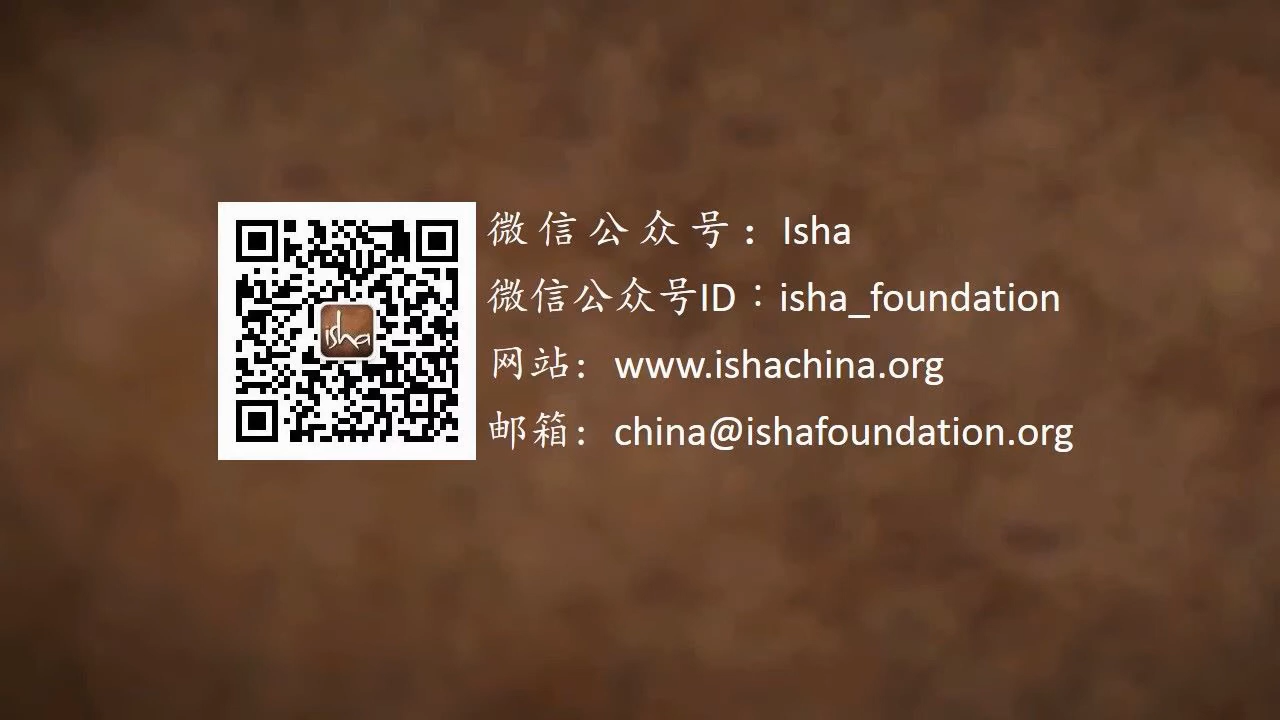 isha
微信公众号：Isha
微信公众号ID：isha_foundation
网站：www.ishachina.org
邮箱：china@ishafoundation.org